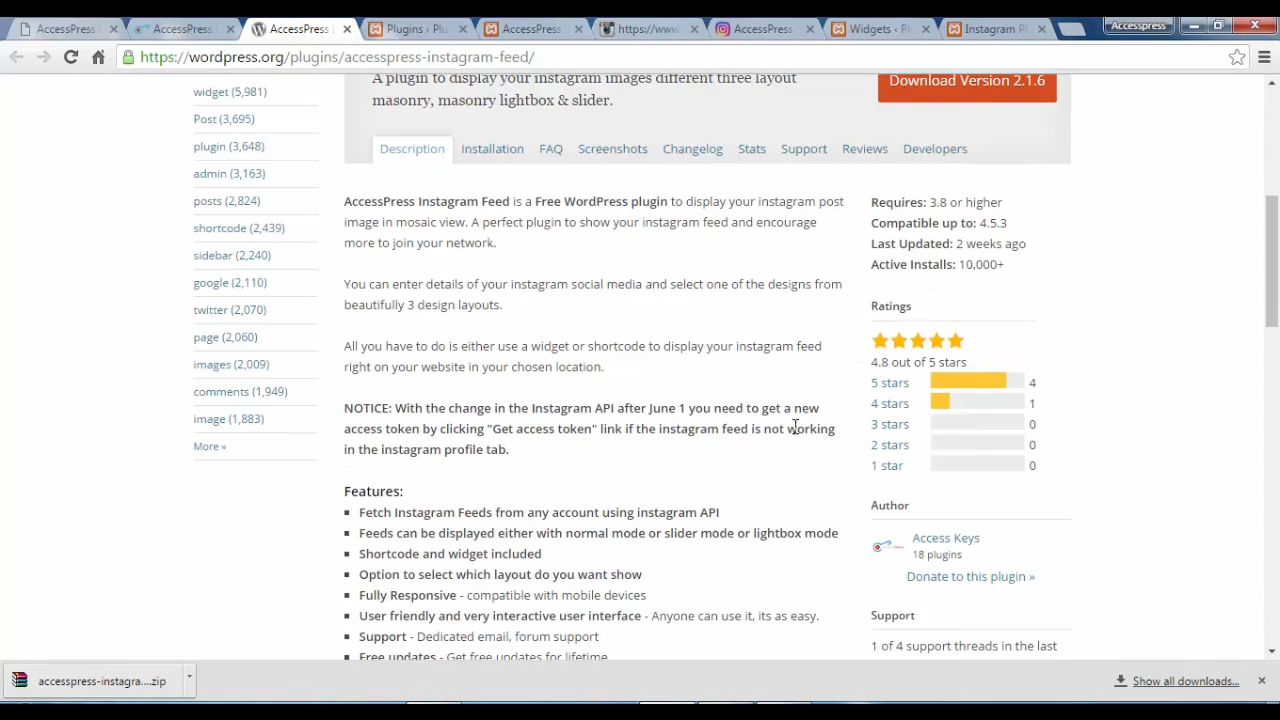 AccessPress
AccessPress
AccessPress
Plugins ‹ Plu
AccessPress
https://www
AccessPress
Widgets ‹ Pl
Instagram Pl
Accesspress
https://wordpress.org/plugins/accesspress-instagram-feed/
widget (5,981)
Post (3,695)
plugin (3,648)
admin (3,163)
posts (2,824)
shortcode (2,439)
sidebar (2,240)
google (2,110)
twitter (2,070)
page (2,060)
images (2,009)
comments (1,949)
image (1,883)
More »
A plugin to display your instagram images different three layout
masonry, masonry lightbox & slider.
Download Version 2.1.6
Description Installation FAQ Screenshots Changelog Stats Support Reviews Developers
AccessPress Instagram Feed is a Free WordPress plugin to display your instagram post
image in mosaic view. A perfect plugin to show your instagram feed and encourage
more to join your network.
You can enter details of your instagram social media and select one of the designs from
beautifully 3 design layouts.
All you have to do is either use a widget or shortcode to display your instagram feed
right on your website in your chosen location.
NOTICE: With the change in the Instagram API after June 1 you need to get a new
access token by clicking "Get access token" link if the instagram feed is not working
in the instagram profile tab.
Features:
Fetch Instagram Feeds from any account using instagram API
Feeds can be displayed either with normal mode or slider mode or lightbox mode
Shortcode and widget included
Option to select which layout do you want show
Fully Responsive - compatible with mobile devices
User friendly and very interactive user interface - Anyone can use it, its as easy.
Support - Dedicated email, forum support
Free updates - Get free updates for lifetime
Requires: 3.8 or higher
Compatible up to: 4.5.3
Last Updated: 2 weeks ago
Active Installs: 10,000+
Ratings
4.8 out of 5 stars
5 stars 4
4 stars 1
3 stars 0
2 stars 0
1 star 0
Author
Access Keys
18 plugins
Donate to this plugin »
Support
1 of 4 support threads in the last
accesspress-instagra....zip
Show all downloads...